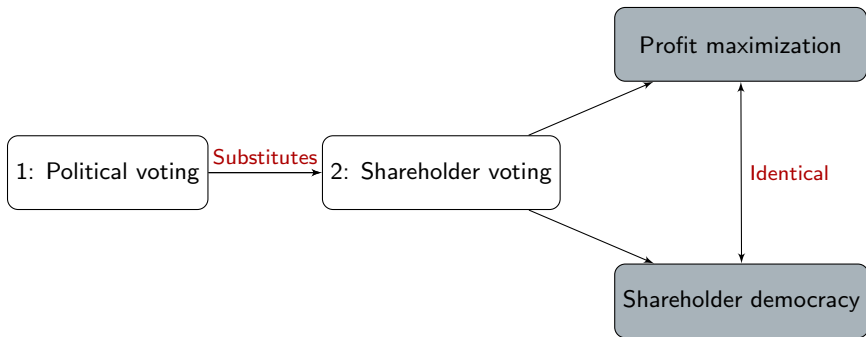 Profit maximization
1: Political voting
Substitutes
2: Shareholder voting
Identical
Shareholder democracy